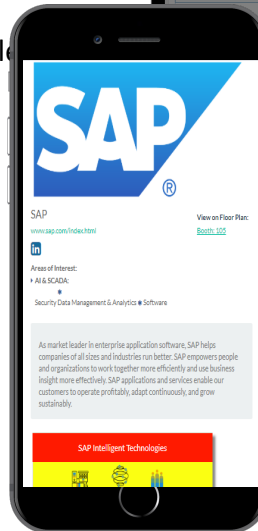 SAP
®
SAP
www.sap.com/index.html
View on Floor Plan:
Booth: 105
in
Areas of Interest:
AI & SCADA:
Security Data Management & Analytics Software
As market leader in enterprise application software, SAP helps
companies of all sizes and industries run better. SAP empowers people
and organizations to work together more efficiently and use business
insight more effectively. SAP applications and services enable our
customers to operate profitably, adapt continuously, and grow
sustainably.
SAP Intelligent Technologies